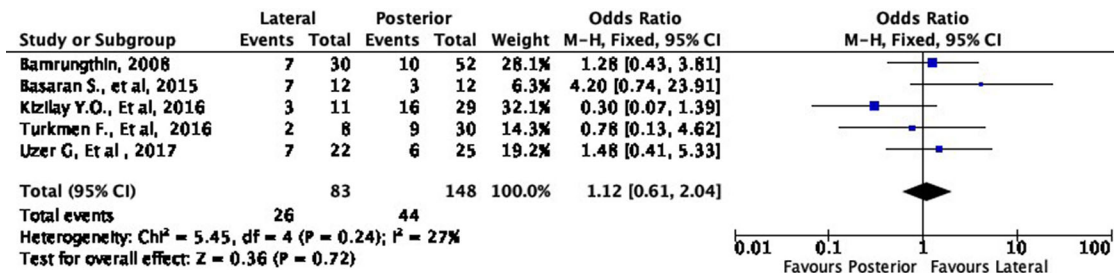 Lateral Posterior Odds Ratio Odds Ratio
Study or Subgroup Events Total Events Total Weight M-H, Fixed, 95% CI M-H, Fixed, 95% CI
Bamrungthin, 2008 7 30 10 52 28.1% 1.28 [0.43, 3.81]
Basaran S., et al, 2015 7 12 3 12 6.3% 4.20 [0.74, 23.91]
Kizilay Y.O., Et al, 2016 3 11 16 29 32.1% 0.30 [0.07, 1.39]
Turkmen F., Et al, 2016 2 8 9 30 14.3% 0.78 [0.13, 4.62]
Uzer G, Et al , 2017 7 22 6 25 19.2% 1.48 [0.41, 5.33]
Total (95% CI) 83 148 100.0% 1.12 [0.61, 2.04]
Total events 26 44
Heterogeneity: Chi² = 5.45, df = 4 (P = 0.24); I² = 27%
Test for overall effect: Z = 0.36 (P = 0.72)
0.01 0.1 1 10 100
Favours Posterior Favours Lateral